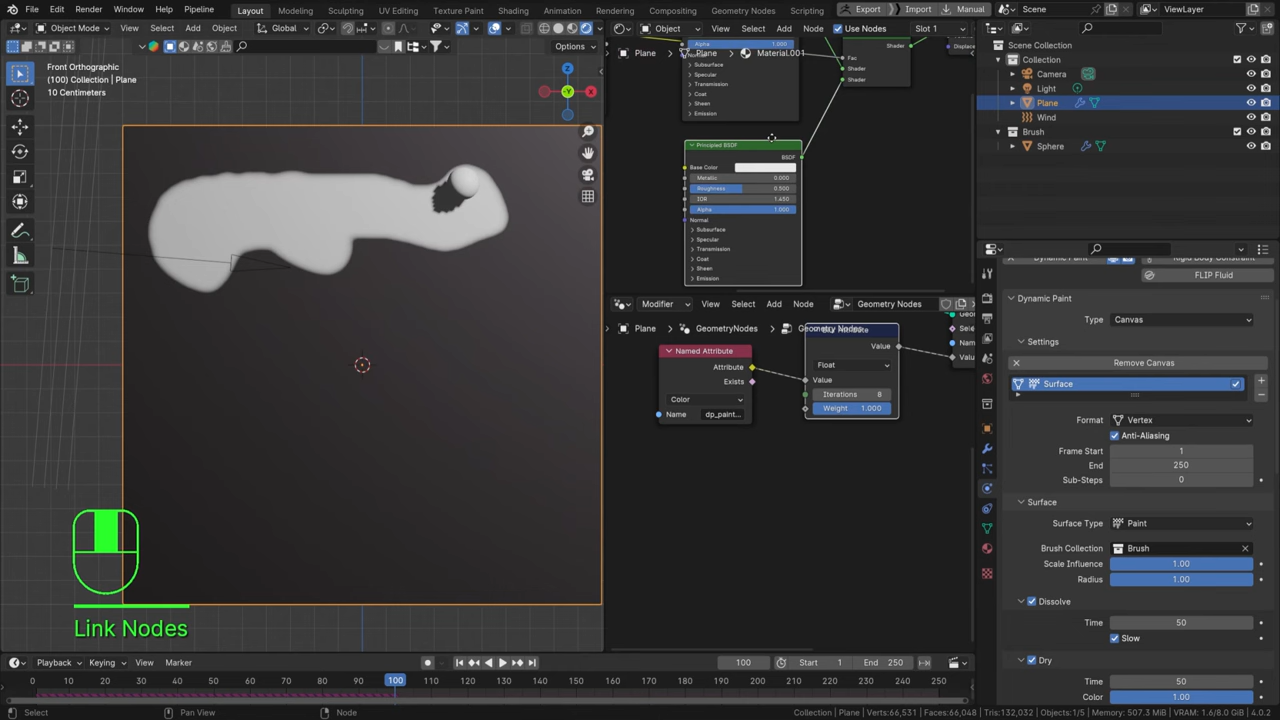 File Edit Render Window Help Layout Modeling Sculpting UV Editing Texture Paint Shading Animation Rendering Compositing Geometry Nodes Scripting Export Import Manual Scene ViewLayer
Object Mode View Select Add Object Global Object View Select Add Node Use Nodes Slot 1
Options
Plane Plane Material.001
Front Orthographic
(100) Collection | Plane
10 Centimeters
Alpha 1.000
Subsurface
Specular
Transmission
Coat
Sheen
Emission
Shader
Fac
Shader
Shader
Principled BSDF
BSDF
Base Color
Metallic 0.000
Roughness 0.500
IOR 1.450
Alpha 1.000
Normal
Subsurface
Specular
Transmission
Coat
Sheen
Emission
Modifier View Select Add Node Geometry Nodes
Plane GeometryNodes Geometry Nodes
Named Attribute
Attribute
Exists
Color
Name dp_paint...
Value
Float
Value
Iterations 8
Weight 1.000
Scene Collection
Collection
Camera
Light
Plane
Wind
Brush
Sphere
FLIP Fluid
Dynamic Paint
Type Canvas
Settings
Remove Canvas
Surface
Format Vertex
Anti-Aliasing
Frame Start 1
End 250
Sub-Steps 0
Surface
Surface Type Paint
Brush Collection Brush
Scale Influence 1.00
Radius 1.00
Dissolve
Time 50
Slow
Dry
Time 50
Color 1.00
Link Nodes
Playback Keying View Marker 100 Start 1 End 250
0 10 20 30 40 50 60 70 80 90 100 110 120 130 140 150 160 170 180 190 200 210 220 230 240 250
Select Pan View Node Collection | Plane | Verts:66,531 | Faces:66,048 | Tris:132,032 | Objects:1/5 | Memory: 507.3 MiB | VRAM: 1.6/8.0 GiB | 4.0.2